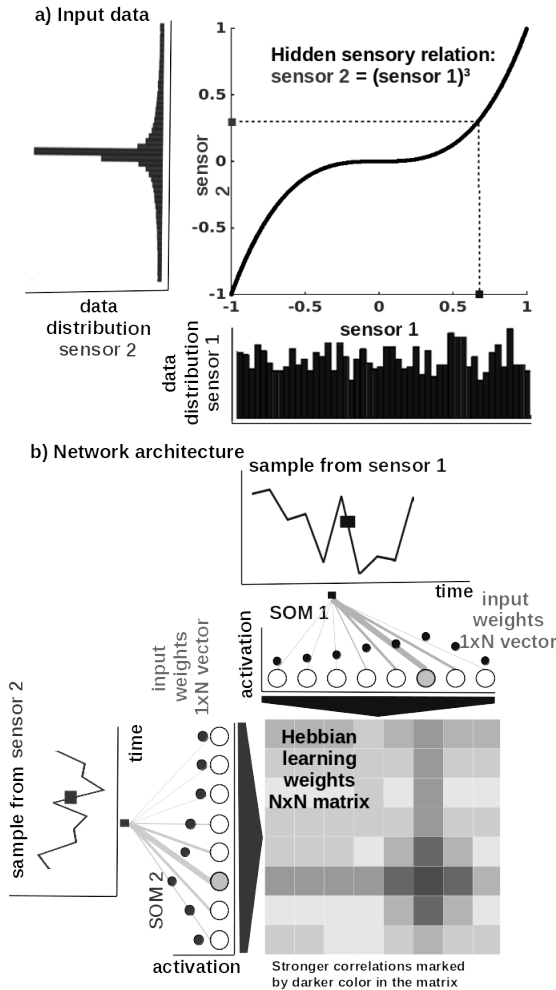 a) Input data
Hidden sensory relation:
sensor 2 = (sensor 1)³
1
0.5
0
-0.5
-1
sensor
2
-1
-0.5
0
0.5
1
sensor 1
data
distribution
sensor 2
data
distribution
sensor 1
b) Network architecture
sample from sensor 1
time
SOM 1
input
weights
1xN vector
activation
input
weights
1xN vector
sample from sensor 2
time
SOM 2
activation
Hebbian
learning
weights
NxN matrix
Stronger correlations marked
by darker color in the matrix